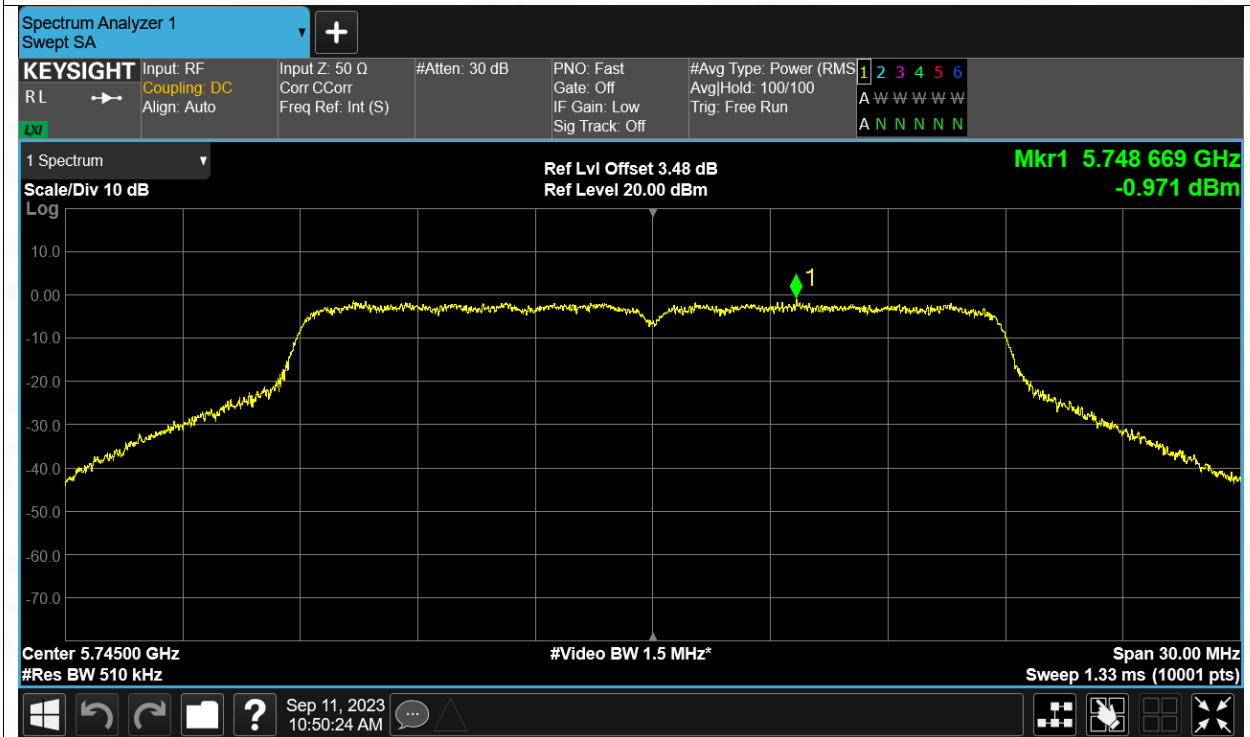 Spectrum Analyzer 1
Swept SA
+
KEYSIGHT
RL
LXI
Input: RF
Coupling: DC
Align: Auto
Input Z: 50 Ω
Corr CCorr
Freq Ref: Int (S)
#Atten: 30 dB
PNO: Fast
Gate: Off
IF Gain: Low
Sig Track: Off
#Avg Type: Power (RMS
Avg|Hold: 100/100
Trig: Free Run
1 2 3 4 5 6
A W W W W W
A N N N N N
1 Spectrum
Scale/Div 10 dB
Log
Ref Lvl Offset 3.48 dB
Ref Level 20.00 dBm
Mkr1 5.748 669 GHz
-0.971 dBm
10.0
0.00
-10.0
-20.0
-30.0
-40.0
-50.0
-60.0
-70.0
1
Center 5.74500 GHz
#Res BW 510 kHz
#Video BW 1.5 MHz*
Span 30.00 MHz
Sweep 1.33 ms (10001 pts)
?
Sep 11, 2023
10:50:24 AM